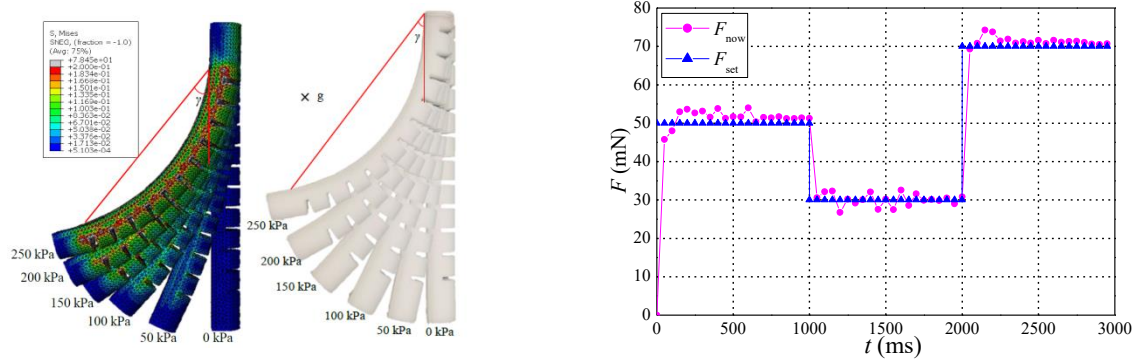 S, Mises
SNEG, (fraction = -1.0)
(Avg: 75%)
+7.845e+01
+2.000e-01
+1.834e-01
+1.668e-01
+1.501e-01
+1.335e-01
+1.169e-01
+1.003e-01
+8.363e-02
+6.701e-02
+5.038e-02
+3.376e-02
+1.713e-02
+5.103e-04
γ
250 kPa
200 kPa
150 kPa
100 kPa
50 kPa
0 kPa
γ
× g
250 kPa
200 kPa
150 kPa
100 kPa
50 kPa
0 kPa
F now
F set
F (mN)
80
70
60
50
40
30
20
10
0
0 500 1000 1500 2000 2500 3000
t (ms)